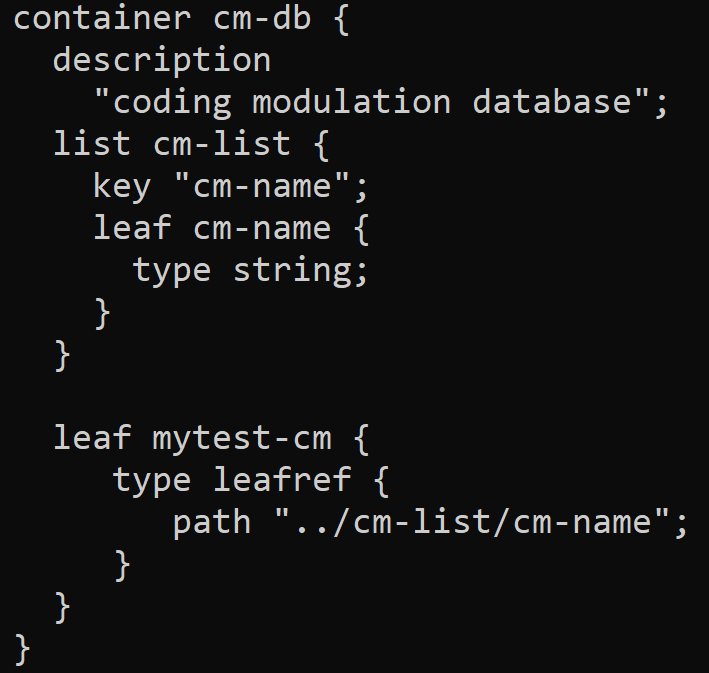 container cm-db {
  description
    "coding modulation database";
  list cm-list {
    key "cm-name";
    leaf cm-name {
      type string;
    }
  }

  leaf mytest-cm {
     type leafref {
        path "../cm-list/cm-name";
     }
  }
}